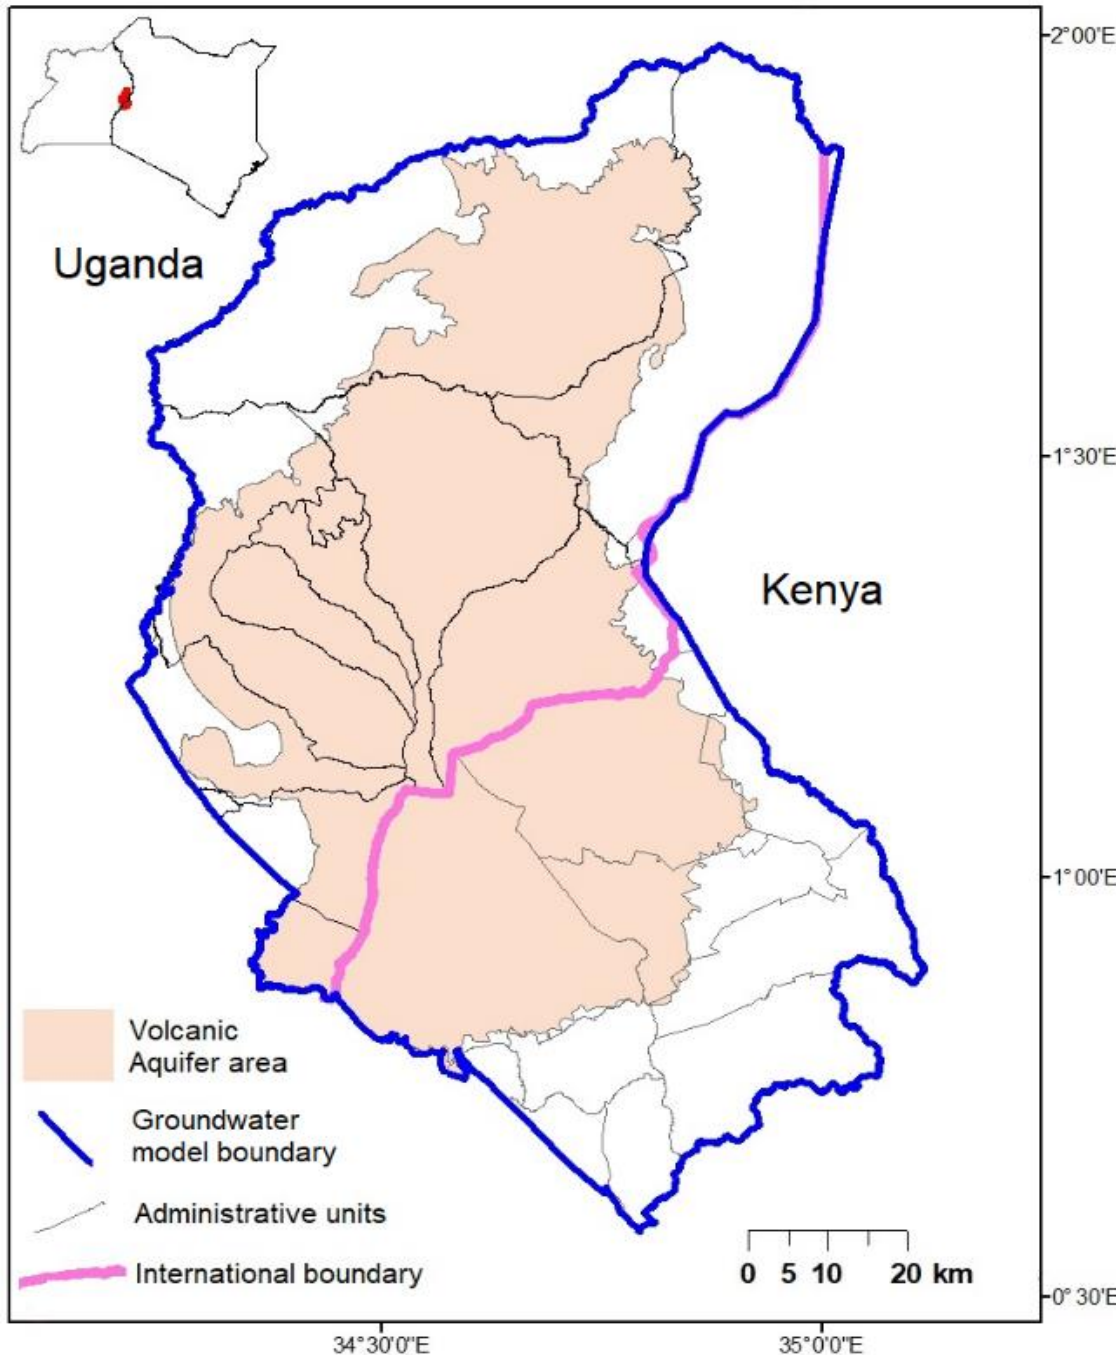 2°00'E
Uganda
1°30'E
Kenya
1°00'E
Volcanic
Aquifer area
Groundwater
model boundary
Administrative units
International boundary
0 5 10 20 km
0°30'E
34°30'0"E 35°0'0"E